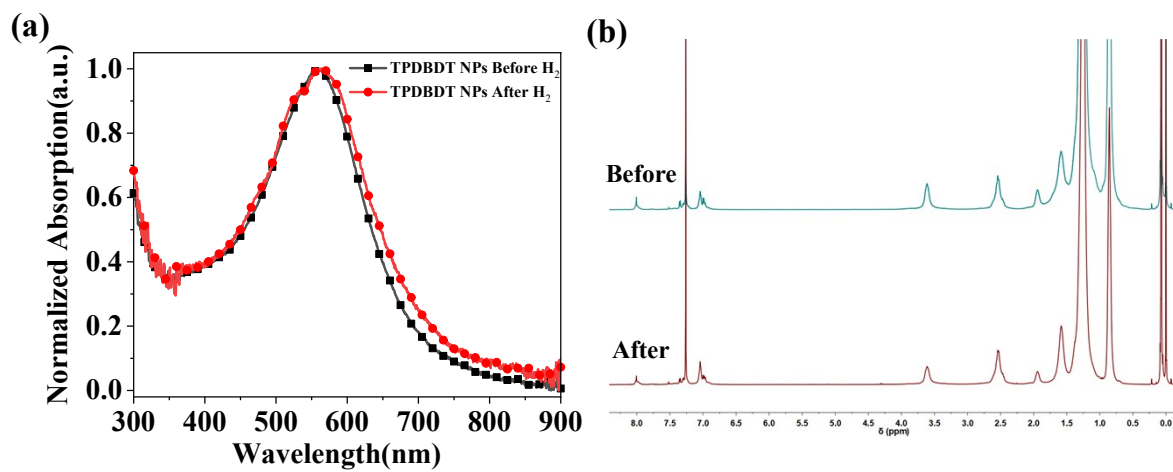 (a)
Normalized Absorption(a.u.)
1.0
0.8
0.6
0.4
0.2
0.0
TPDBDT NPs Before H2
TPDBDT NPs After H2
300 400 500 600 700 800 900
Wavelength(nm)
(b)
Before
After
8.0 7.5 7.0 6.5 6.0 5.5 5.0 4.5 4.0 3.5 3.0 2.5 2.0 1.5 1.0 0.5 0.0
δ (ppm)